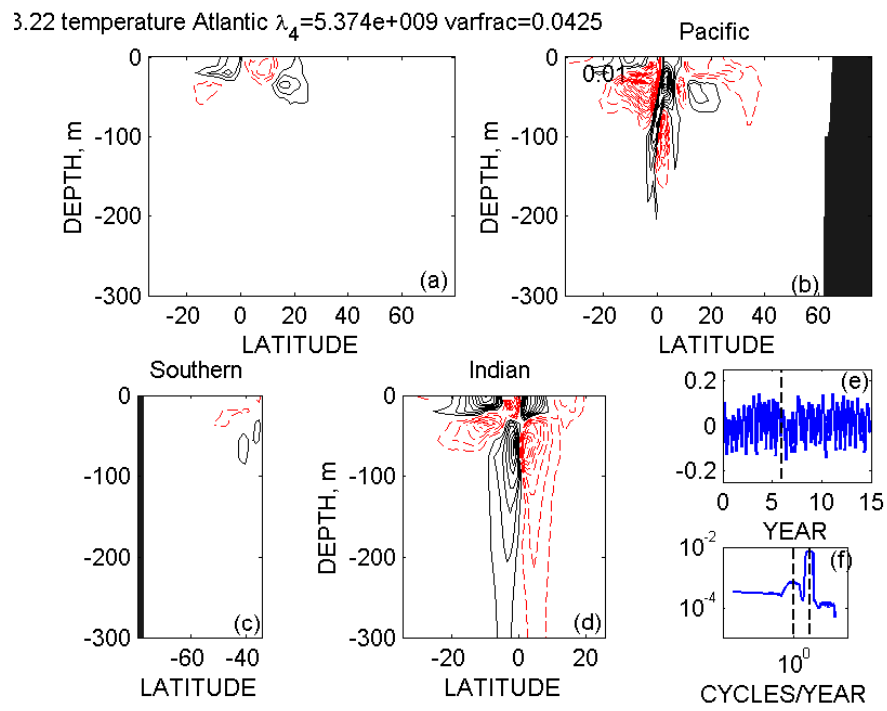 3.22 temperature Atlantic λ₄=5.374e+009 varfrac=0.0425
Pacific
0
-100
-200
-300
DEPTH, m
-20 0 20 40 60
LATITUDE
(a)
0
-100
-200
-300
DEPTH, m
0.01
-20 0 20 40 60
LATITUDE
(b)
Southern
0
-100
-200
-300
-60 -40
LATITUDE
(c)
Indian
0
-100
-200
-300
DEPTH, m
-20 0 20
LATITUDE
(d)
0.2
0
-0.2
0 5 10 15
YEAR
(e)
10⁻²
10⁻⁴
10⁰
CYCLES/YEAR
(f)